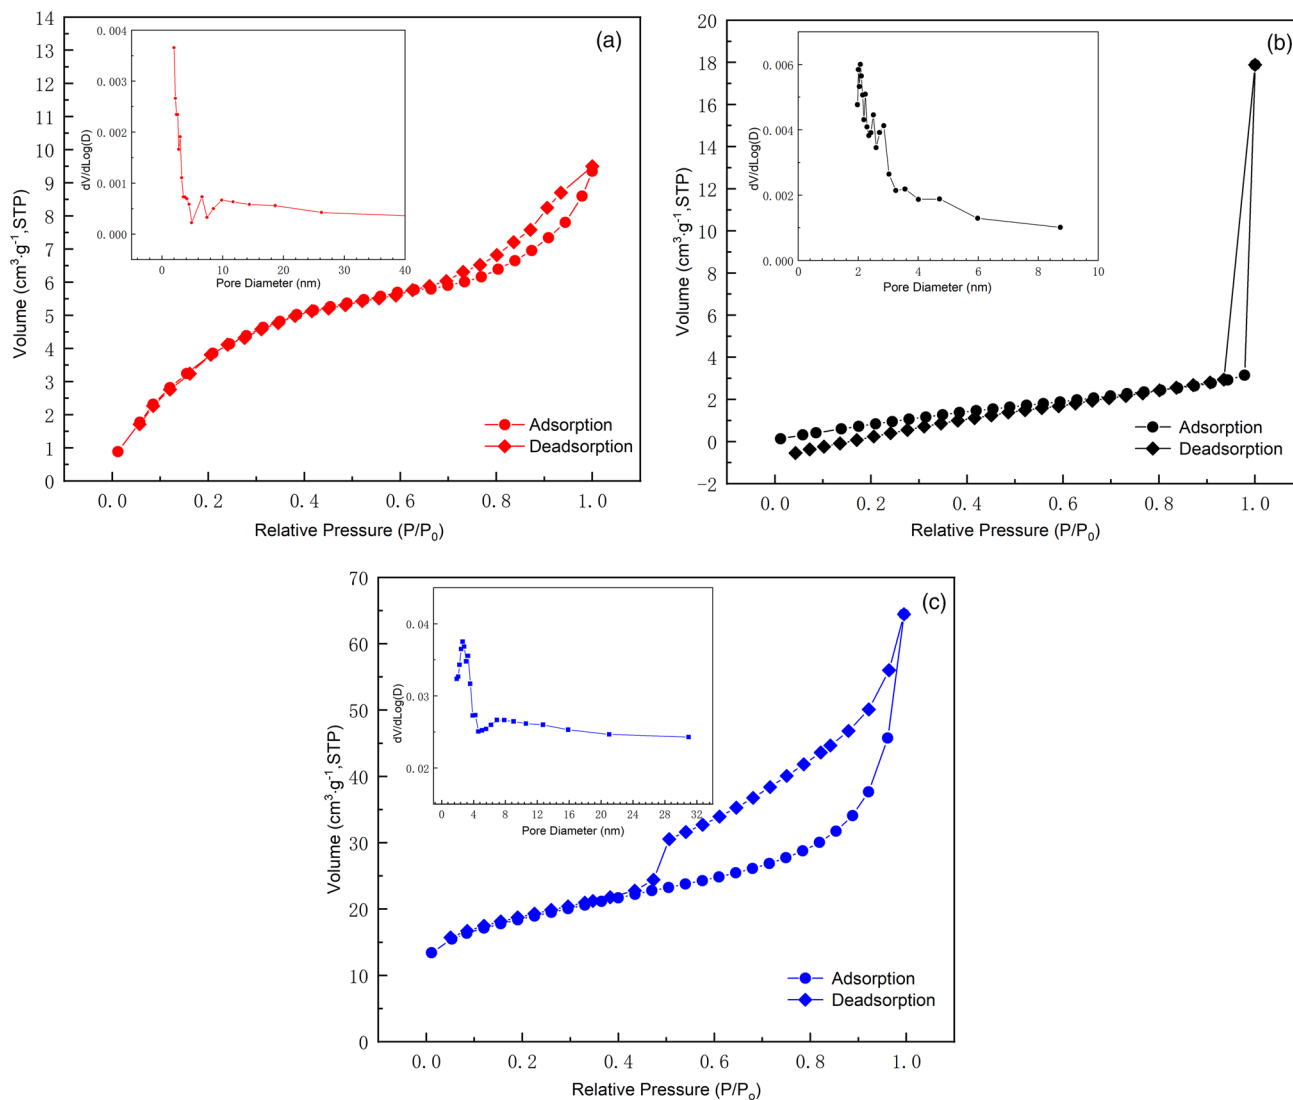 (a)
14
13
12
11
10
9
8
7
6
5
4
3
2
1
0
Volume (cm³·g⁻¹,STP)
0.0 0.2 0.4 0.6 0.8 1.0
Relative Pressure (P/P₀)
Adsorption
Deadsorption
0.004
0.003
0.002
0.001
0.000
dV/dLog(D)
0 10 20 30 40
Pore Diameter (nm)
(b)
20
18
16
14
12
10
8
6
4
2
0
-2
Volume (cm³·g⁻¹,STP)
0.0 0.2 0.4 0.6 0.8 1.0
Relative Pressure (P/P₀)
Adsorption
Deadsorption
0.006
0.004
0.002
0.000
dV/dLog(D)
0 2 4 6 8 10
Pore Diameter (nm)
(c)
70
60
50
40
30
20
10
0
Volume (cm³·g⁻¹,STP)
0.0 0.2 0.4 0.6 0.8 1.0
Relative Pressure (P/Pₒ)
Adsorption
Deadsorption
0.04
0.03
0.02
dV/dLog(D)
0 4 8 12 16 20 24 28 32
Pore Diameter (nm)